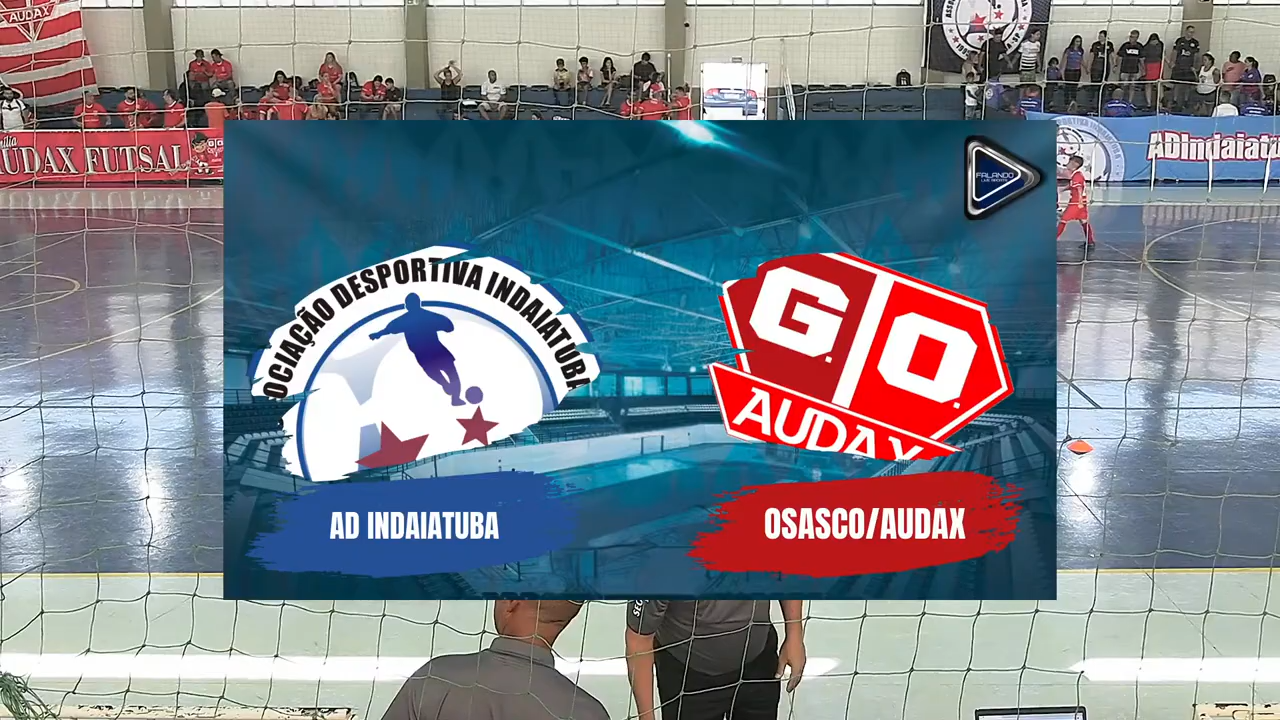 AUDAX
AUDAX FUTSAL
ADIndaiatu
FALANDO
OCIAÇÃO DESPORTIVA INDAIATUBA
G. O.
AUDAX
AD INDAIATUBA
OSASCO/AUDAX